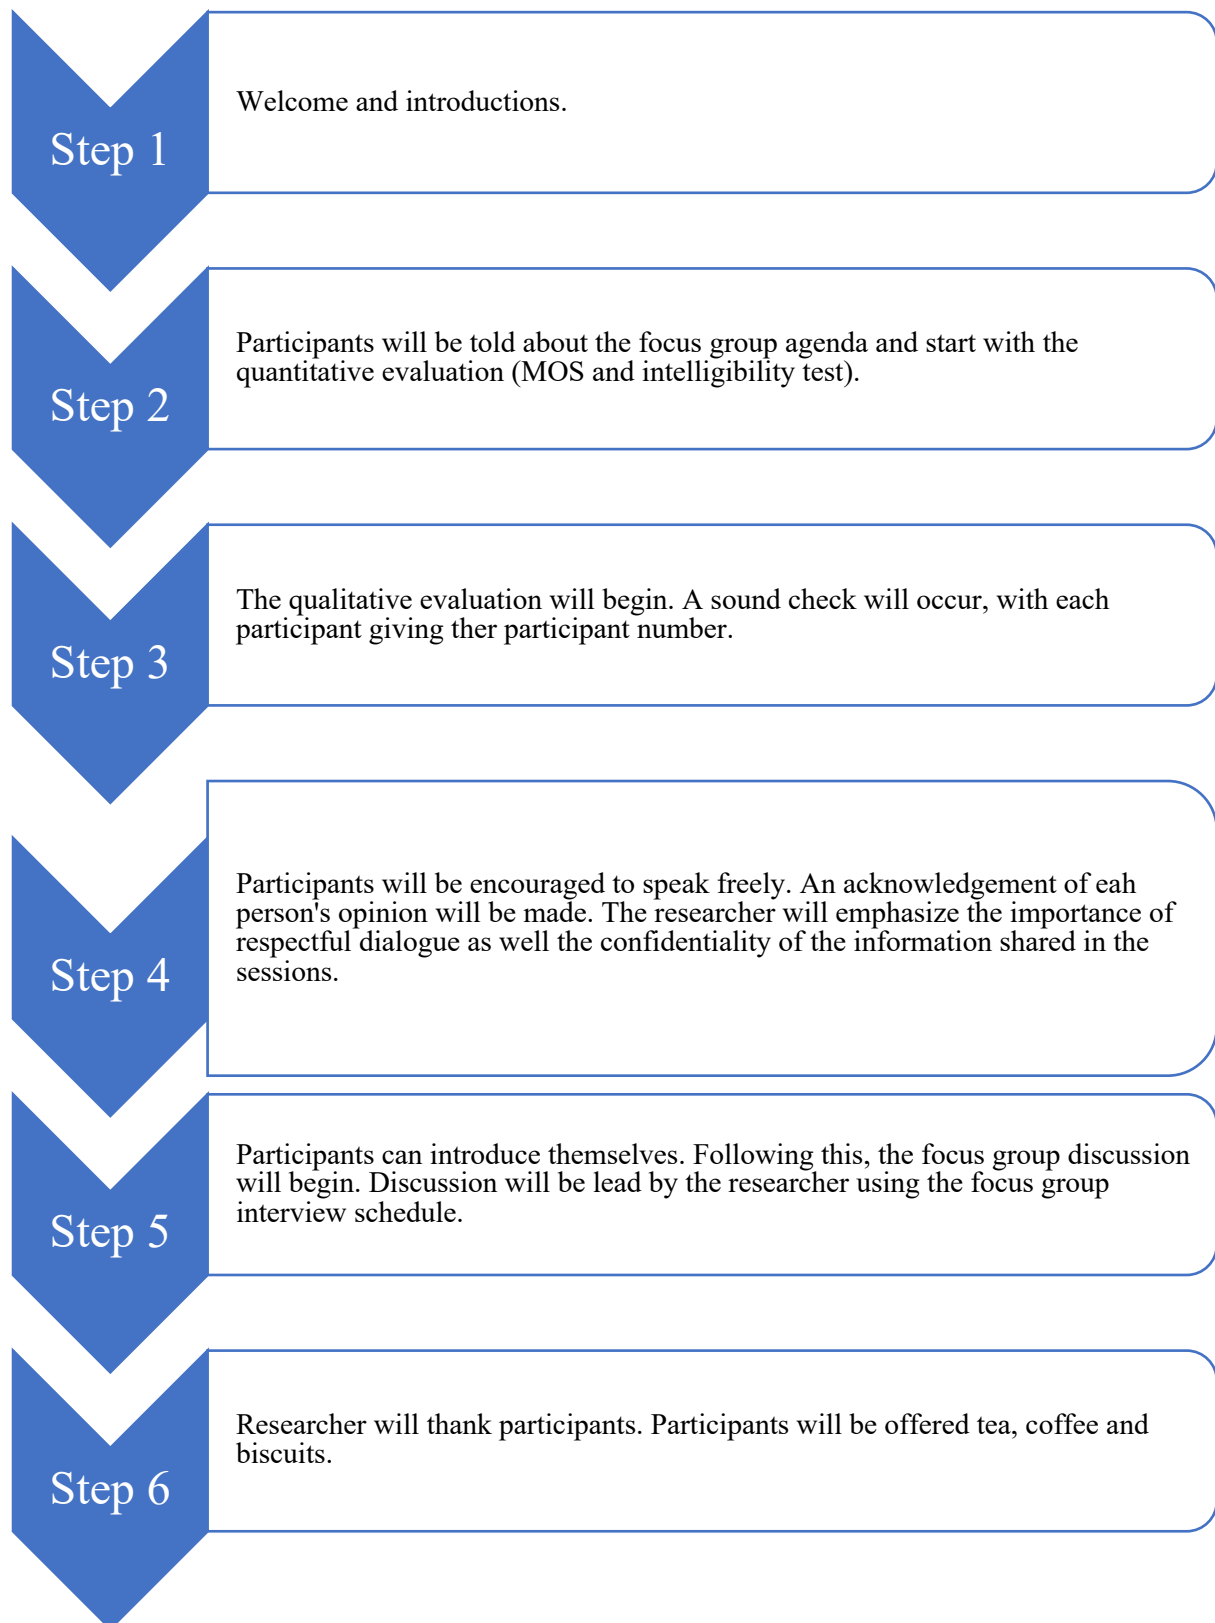 Step 1
Welcome and introductions.
Step 2
Participants will be told about the focus group agenda and start with the
quantitative evaluation (MOS and intelligibility test).
Step 3
The qualitative evaluation will begin. A sound check will occur, with each
participant giving ther participant number.
Step 4
Participants will be encouraged to speak freely. An acknowledgement of eah
person's opinion will be made. The researcher will emphasize the importance of
respectful dialogue as well the confidentiality of the information shared in the
sessions.
Step 5
Participants can introduce themselves. Following this, the focus group discussion
will begin. Discussion will be lead by the researcher using the focus group
interview schedule.
Step 6
Researcher will thank participants. Participants will be offered tea, coffee and
biscuits.